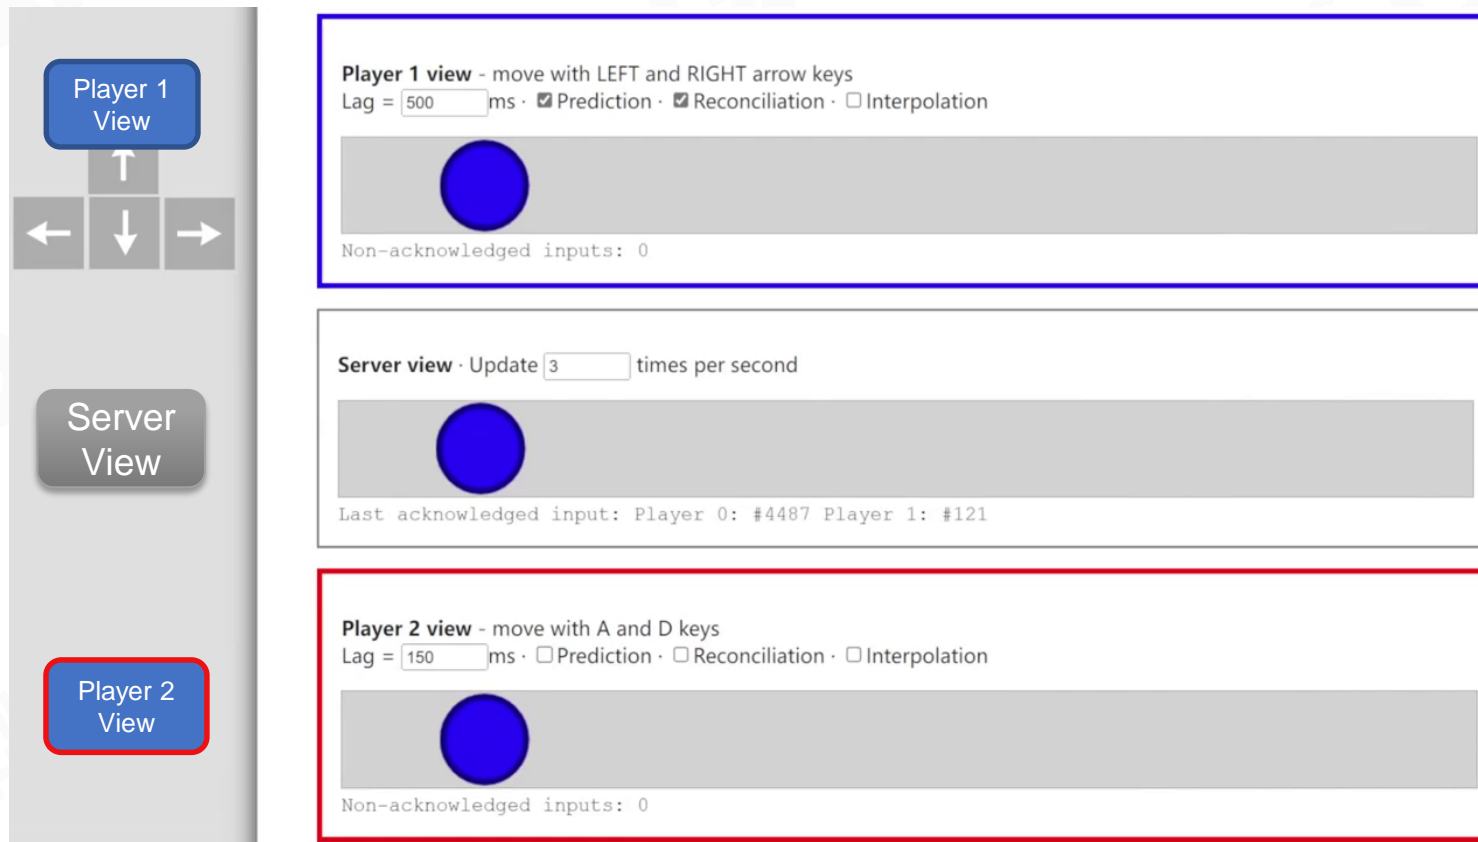 Player 1
View
Player 1 view - move with LEFT and RIGHT arrow keys
Lag = 500 ms · Prediction · Reconciliation · Interpolation
Non-acknowledged inputs: 0
Server
View
Server view · Update 3 times per second
Last acknowledged input: Player 0: #4487 Player 1: #121
Player 2
View
Player 2 view - move with A and D keys
Lag = 150 ms · Prediction · Reconciliation · Interpolation
Non-acknowledged inputs: 0